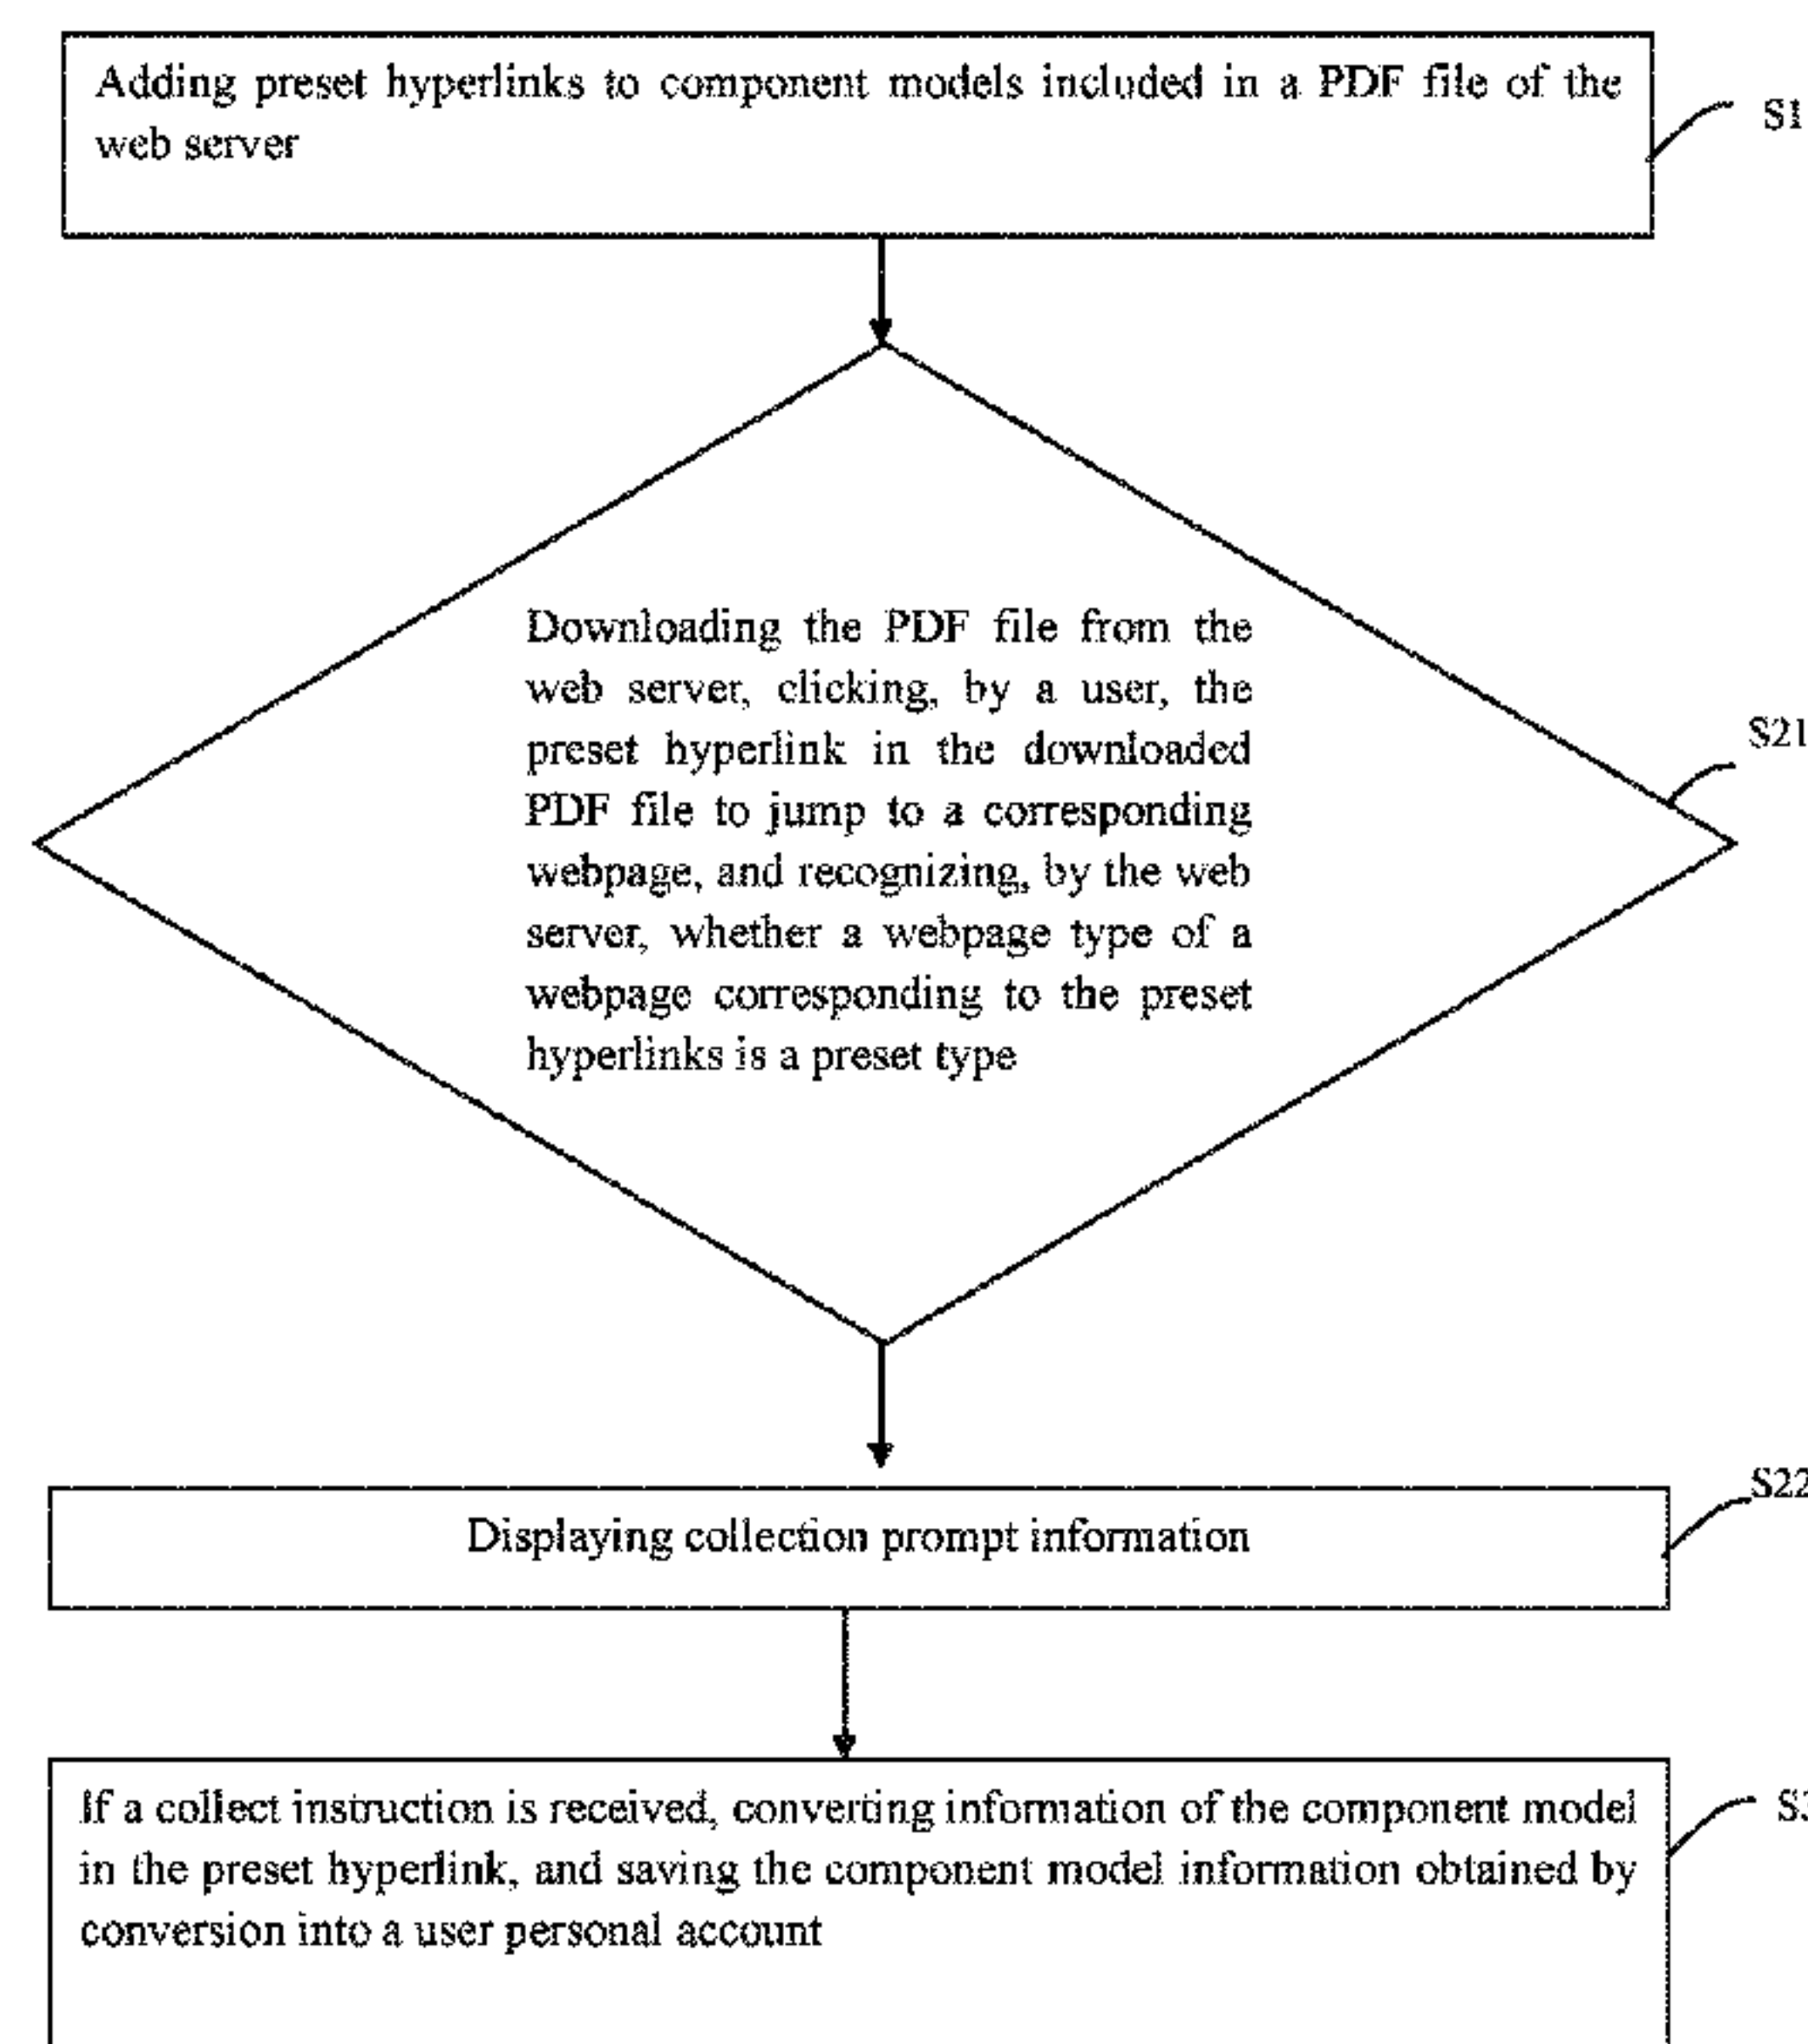 Adding preset hyperlinks to component models included in a PDF file of the
web server
S1
Downloading the PDF file from the
web server, clicking, by a user, the
preset hyperlink in the downloaded
PDF file to jump to a corresponding
webpage, and recognizing, by the web
server, whether a webpage type of a
webpage corresponding to the preset
hyperlinks is a preset type
S21
Displaying collection prompt information
S22
If a collect instruction is received, converting information of the component model
in the preset hyperlink, and saving the component model information obtained by
conversion into a user personal account
S3